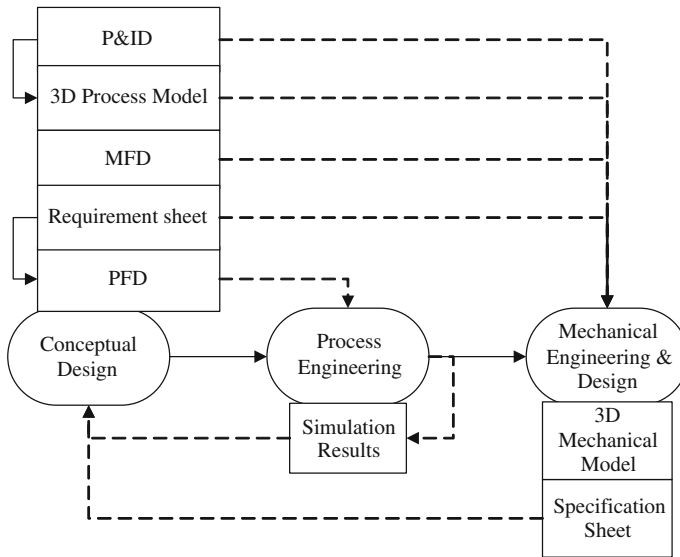 P&ID
3D Process Model
MFD
Requirement sheet
PFD
Conceptual
Design
Process
Engineering
Mechanical
Engineering &
Design
Simulation
Results
3D
Mechanical
Model
Specification
Sheet